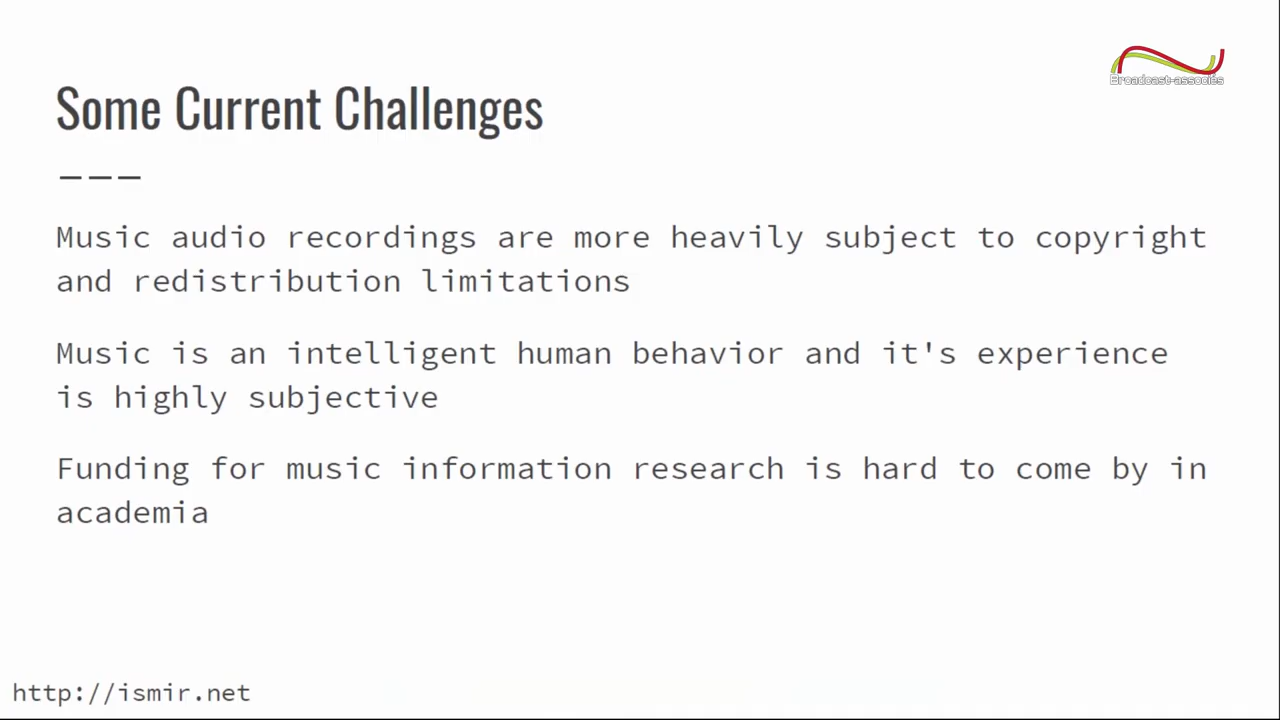 Broadcast-associés
Some Current Challenges
Music audio recordings are more heavily subject to copyright
and redistribution limitations
Music is an intelligent human behavior and it's experience
is highly subjective
Funding for music information research is hard to come by in
academia
http://ismir.net